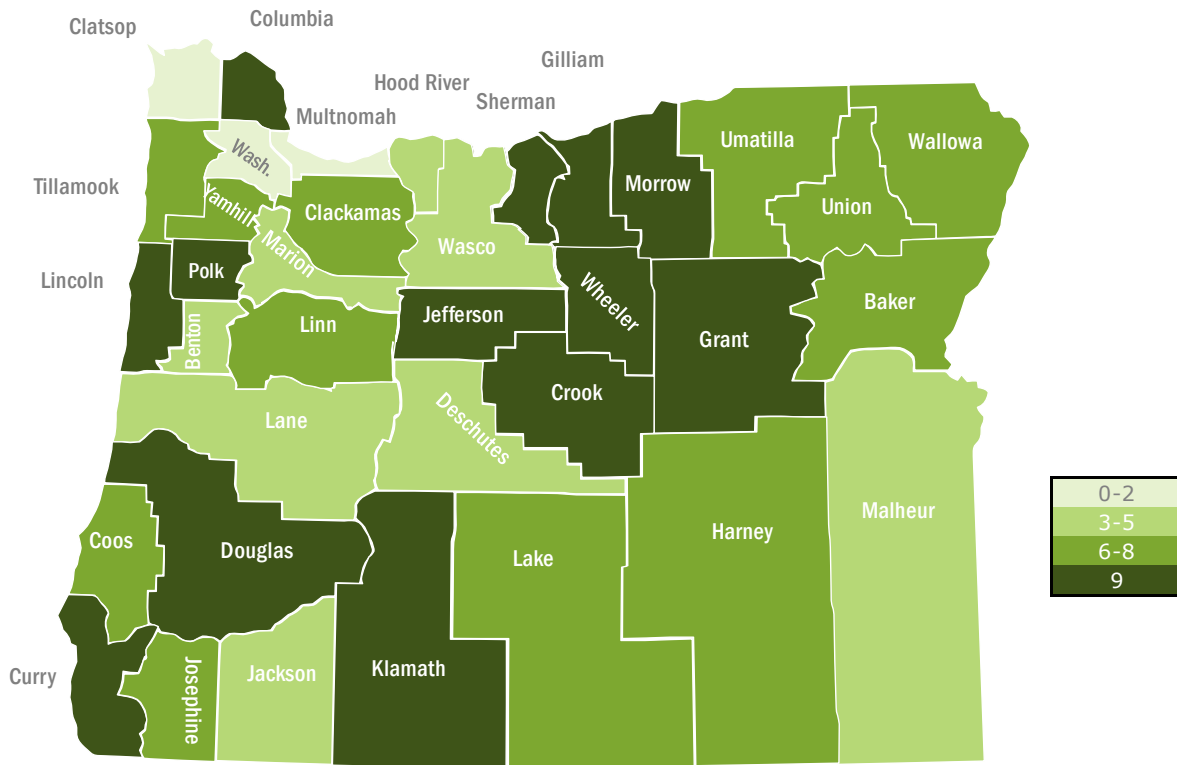 Columbia
Clatsop
Gilliam
Hood River
Sherman
Multnomah
Umatilla
Wallowa
Wash.
Tillamook
Morrow
Yamhill
Clackamas
Union
Marion
Wasco
Polk
Lincoln
Wheeler
Baker
Jefferson
Linn
Benton
Grant
Crook
Lane
Deschutes
0-2
Malheur
3-5
Harney
Coos
Douglas
Lake
6-8
9
Klamath
Jackson
Curry
Josephine